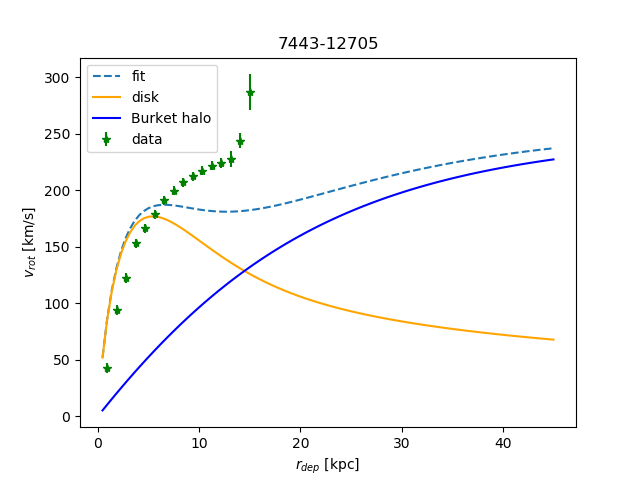 7443-12705
fit
disk
Burket halo
data
300
250
200
150
100
50
0
v_rot [km/s]
0 10 20 30 40
r_dep [kpc]